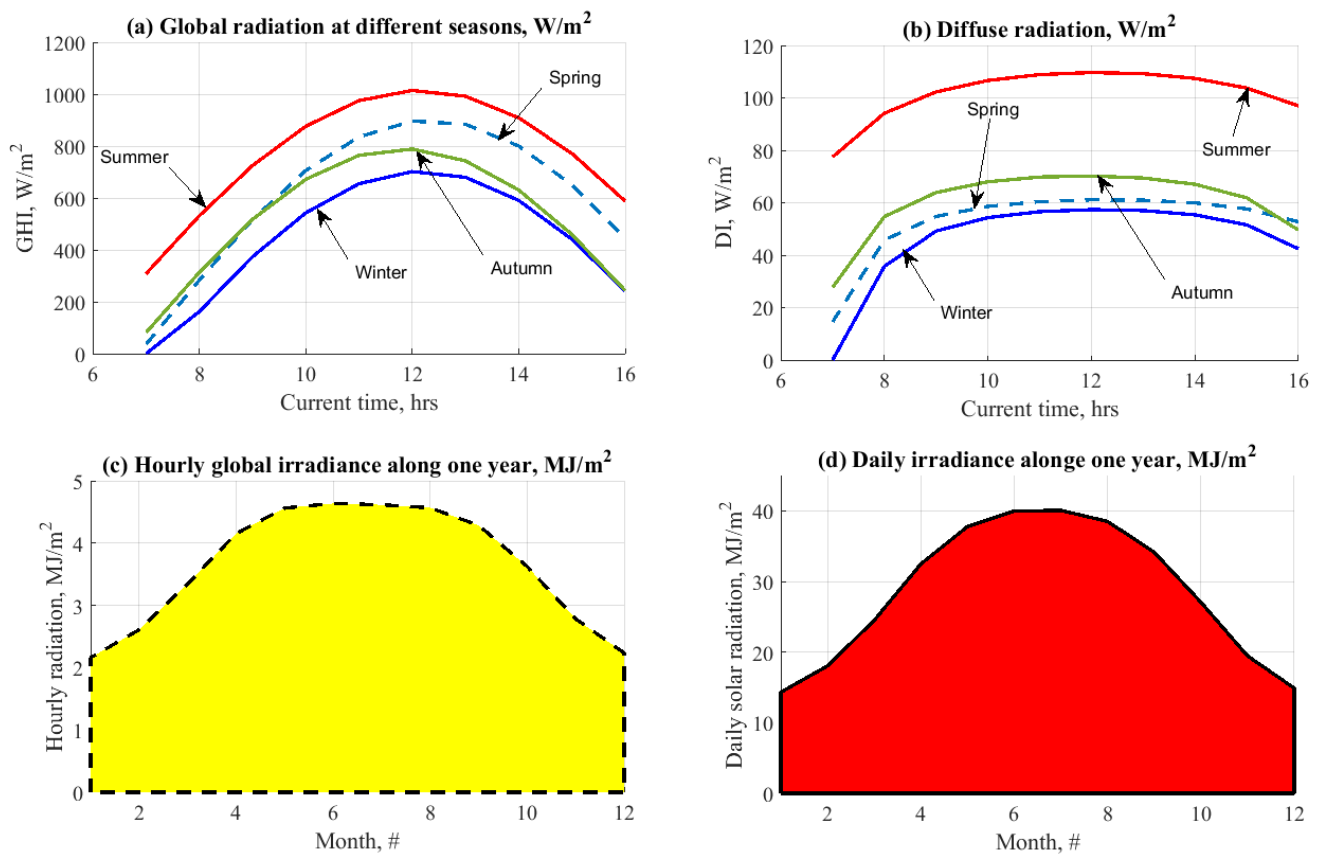 (a) Global radiation at different seasons, W/m²
1200
1000
800
600
400
200
0
GHI, W/m²
Spring
Summer
Winter
Autumn
6 8 10 12 14 16
Current time, hrs
(b) Diffuse radiation, W/m²
120
100
80
60
40
20
0
DI, W/m²
Spring
Summer
Autumn
Winter
6 8 10 12 14 16
Current time, hrs
(c) Hourly global irradiance along one year, MJ/m²
5
4
3
2
1
0
Hourly radiation, MJ/m²
2 4 6 8 10 12
Month, #
(d) Daily irradiance alonge one year, MJ/m²
40
30
20
10
0
Daily solar radiation, MJ/m²
2 4 6 8 10 12
Month, #